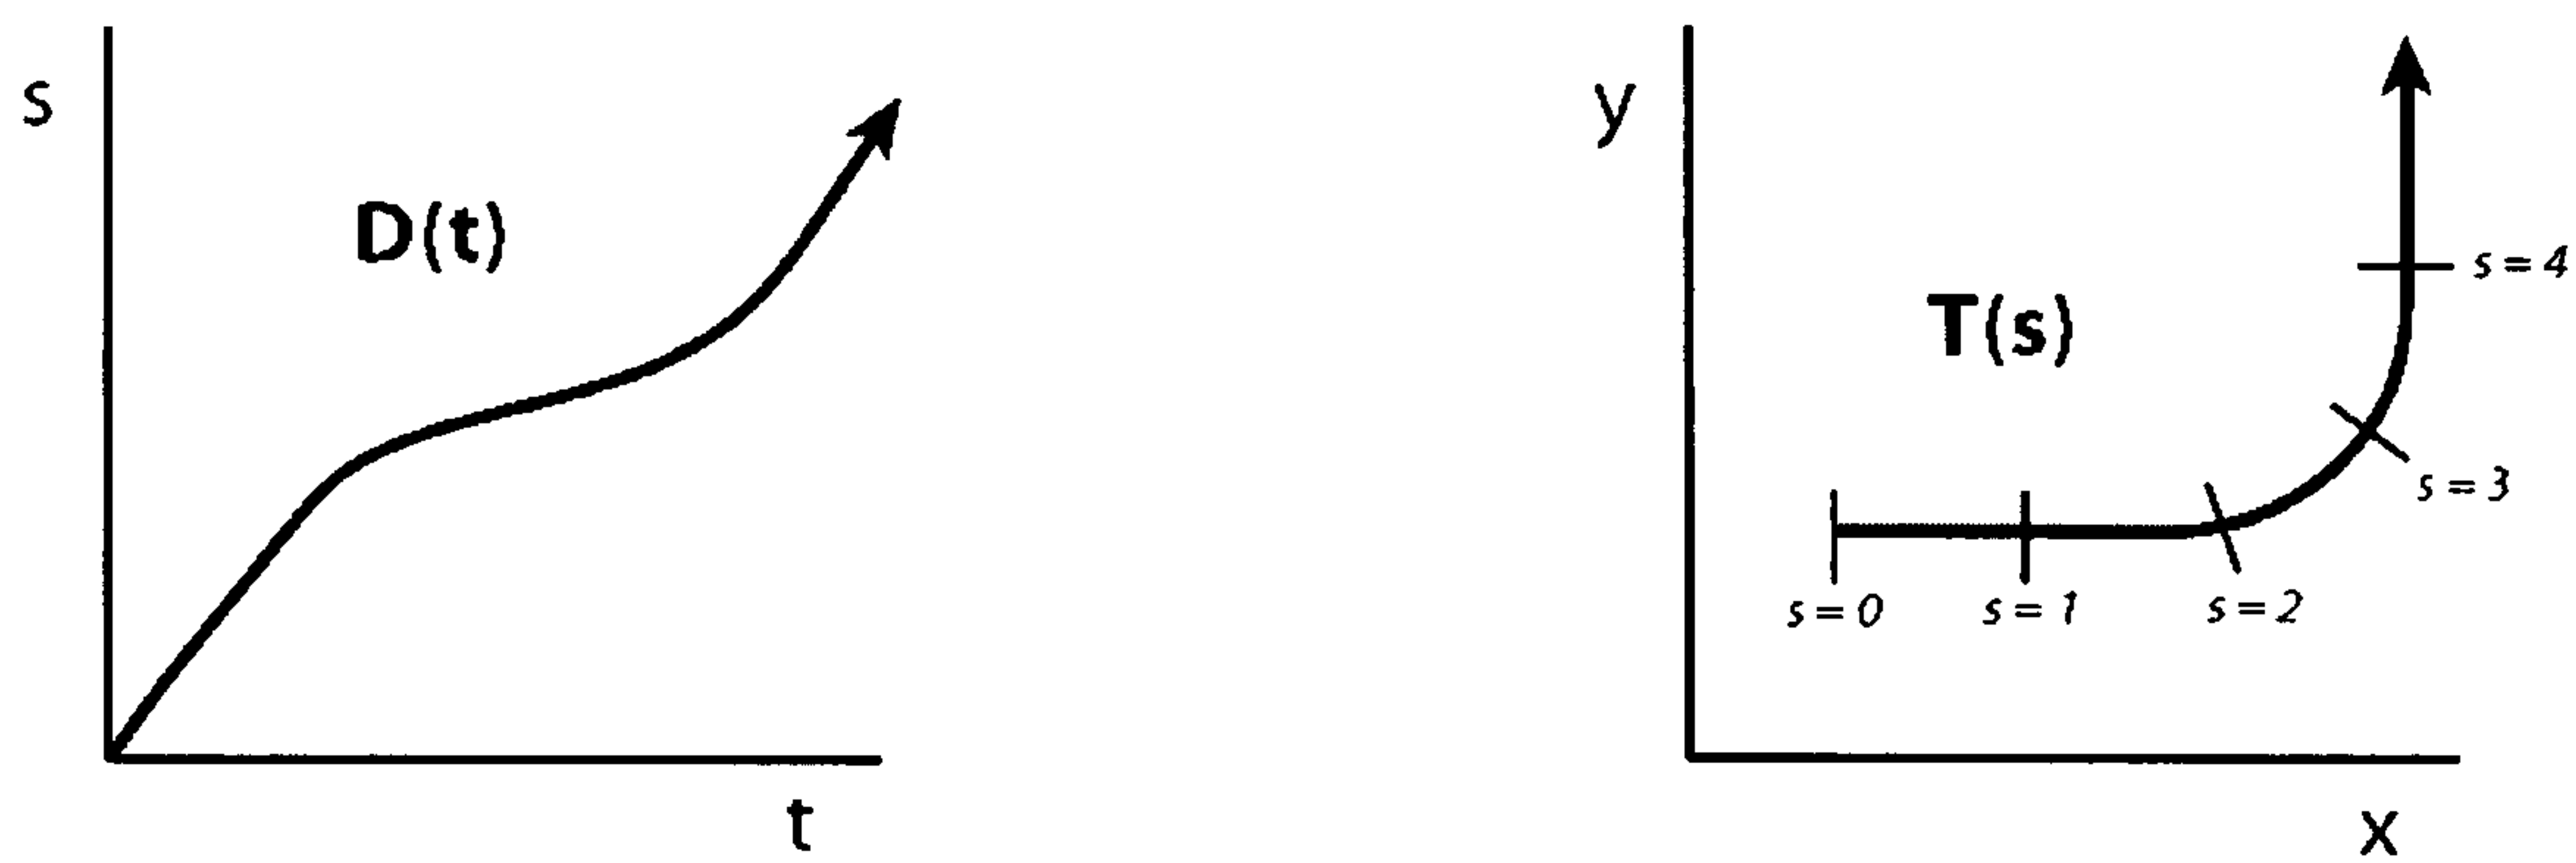 s
D(t)
t
y
T(s)
s = 4
s = 3
s = 0
s = 1
s = 2
x